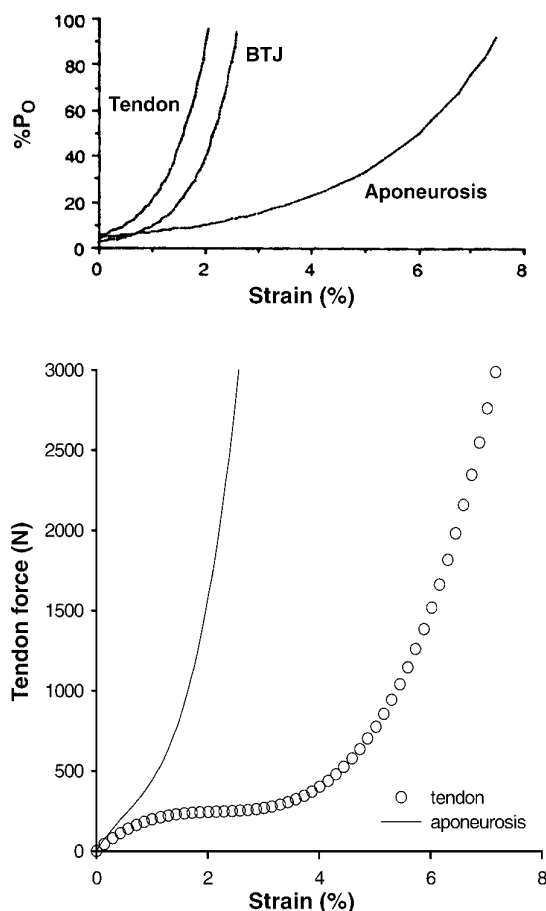 100
80
60
40
20
0
%PO
BTJ
Tendon
Aponeurosis
0 2 4 6 8
Strain (%)
3000
2500
2000
1500
1000
500
0
Tendon force (N)
tendon
aponeurosis
0 2 4 6 8
Strain (%)